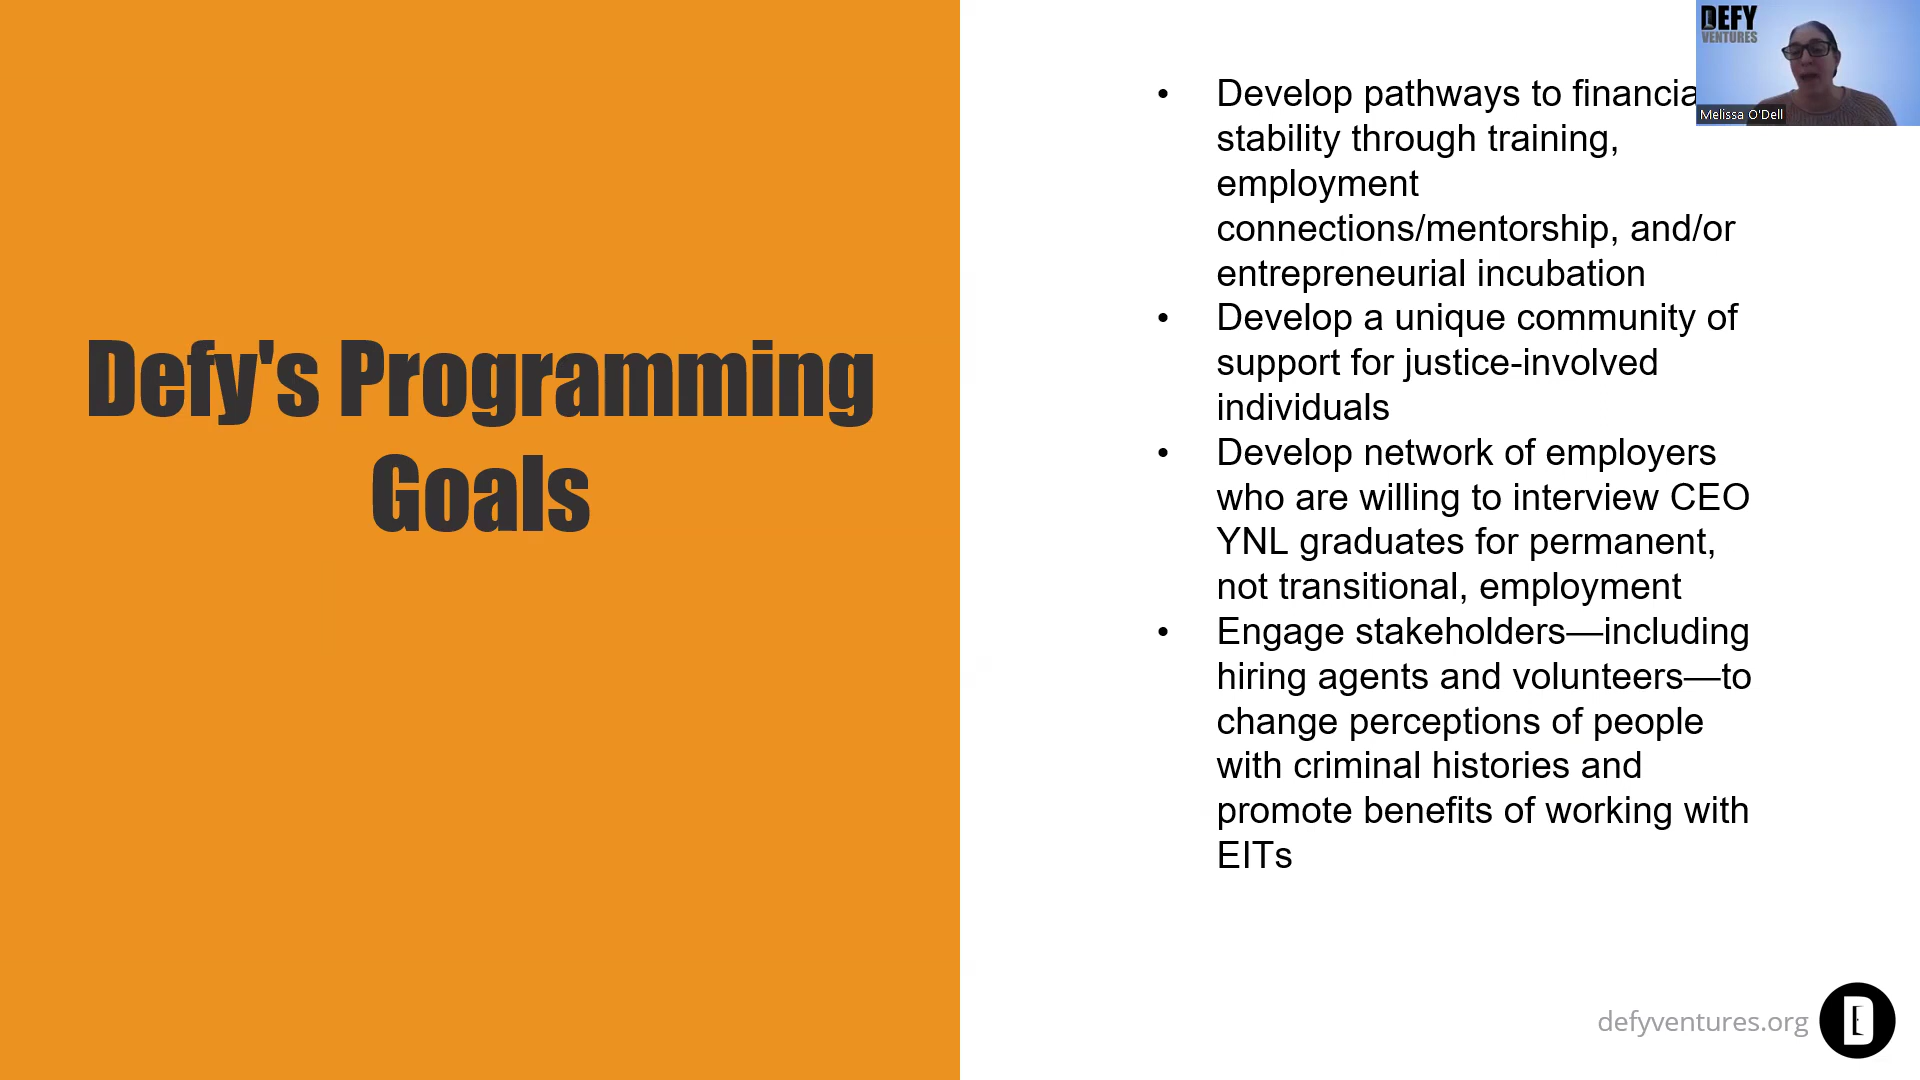 Defy's Programming
Goals
• Develop pathways to financia
stability through training,
employment
connections/mentorship, and/or
entrepreneurial incubation
• Develop a unique community of
support for justice-involved
individuals
• Develop network of employers
who are willing to interview CEO
YNL graduates for permanent,
not transitional, employment
• Engage stakeholders—including
hiring agents and volunteers—to
change perceptions of people
with criminal histories and
promote benefits of working with
EITs
DEFY
VENTURES
Melissa O'Dell
defyventures.org
D